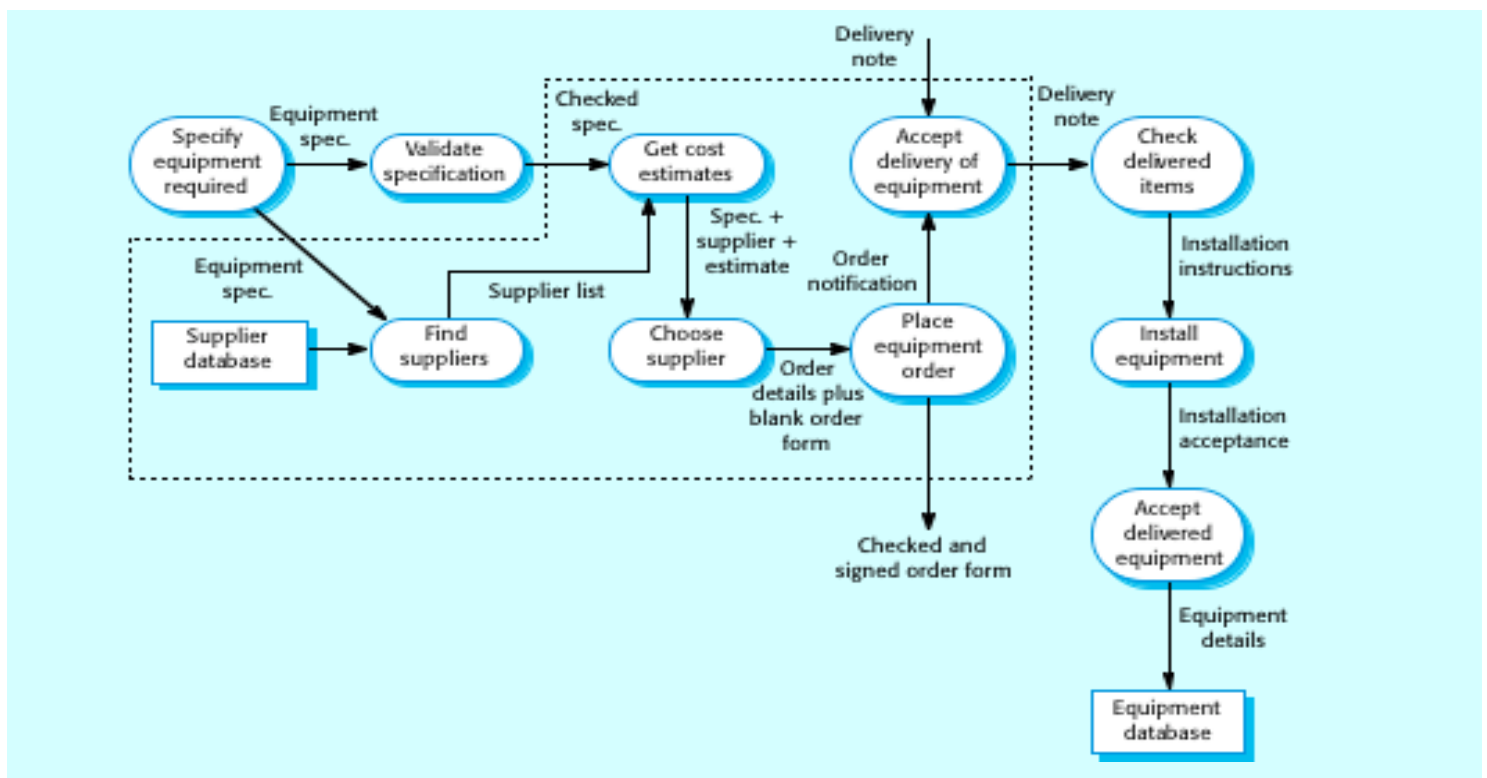 Delivery
note
Equipment
spec.
Checked
spec.
Delivery
note
Specify
equipment
required
Validate
specification
Get cost
estimates
Accept
delivery of
equipment
Check
delivered
items
Spec. +
supplier +
estimate
Equipment
spec.
Supplier list
Order
notification
Installation
instructions
Supplier
database
Find
suppliers
Choose
supplier
Place
equipment
order
Install
equipment
Order
details plus
blank order
form
Installation
acceptance
Checked and
signed order form
Accept
delivered
equipment
Equipment
details
Equipment
database